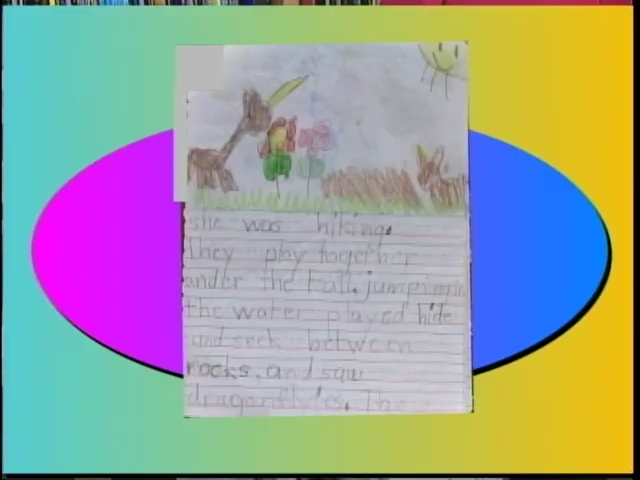 she was hiking.
They play together
under the fall, jumping in
the water played hide
and seek between
rocks, and saw
dragonflies. The